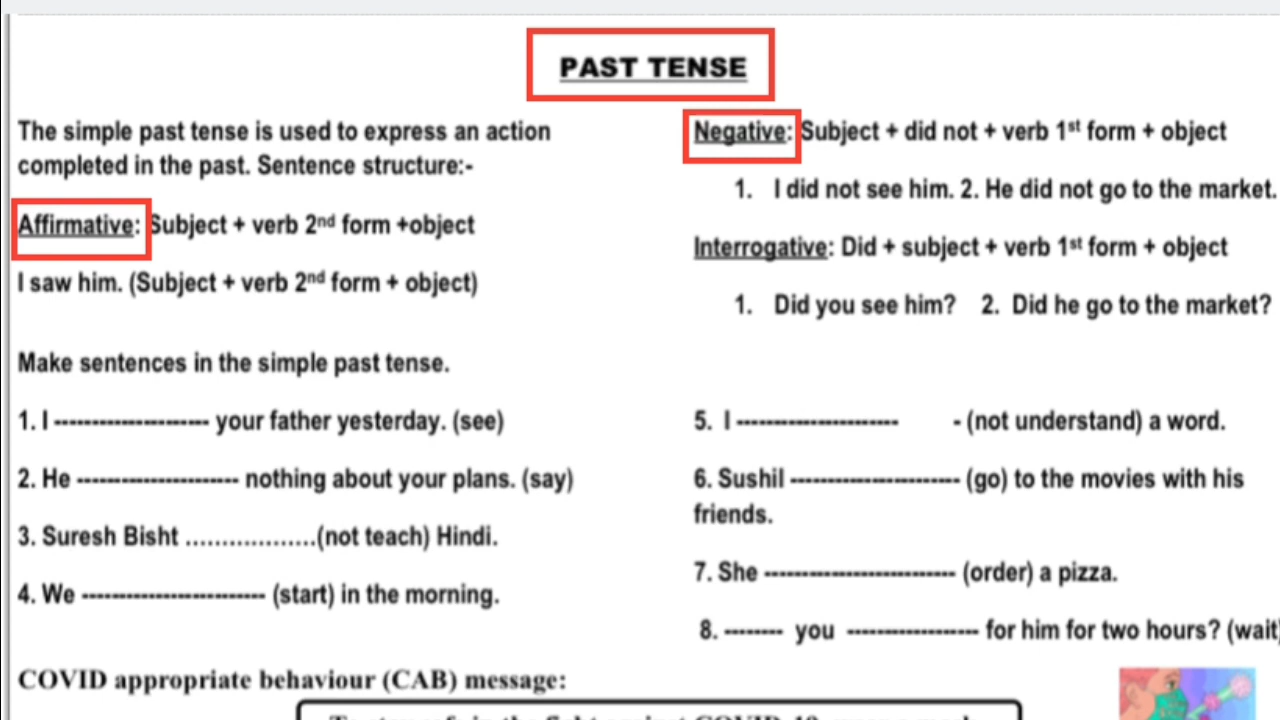 PAST TENSE
The simple past tense is used to express an action
completed in the past. Sentence structure:-
Affirmative: Subject + verb 2nd form +object
I saw him. (Subject + verb 2nd form + object)
Negative: Subject + did not + verb 1st form + object
1. I did not see him. 2. He did not go to the market.
Interrogative: Did + subject + verb 1st form + object
1. Did you see him? 2. Did he go to the market?
Make sentences in the simple past tense.
1. I --------------------- your father yesterday. (see)
2. He ---------------------- nothing about your plans. (say)
3. Suresh Bisht ..................(not teach) Hindi.
4. We ------------------------- (start) in the morning.
5. I ---------------------- - (not understand) a word.
6. Sushil ----------------------- (go) to the movies with his
friends.
7. She -------------------------- (order) a pizza.
8. -------- you ------------------ for him for two hours? (wait)
COVID appropriate behaviour (CAB) message: